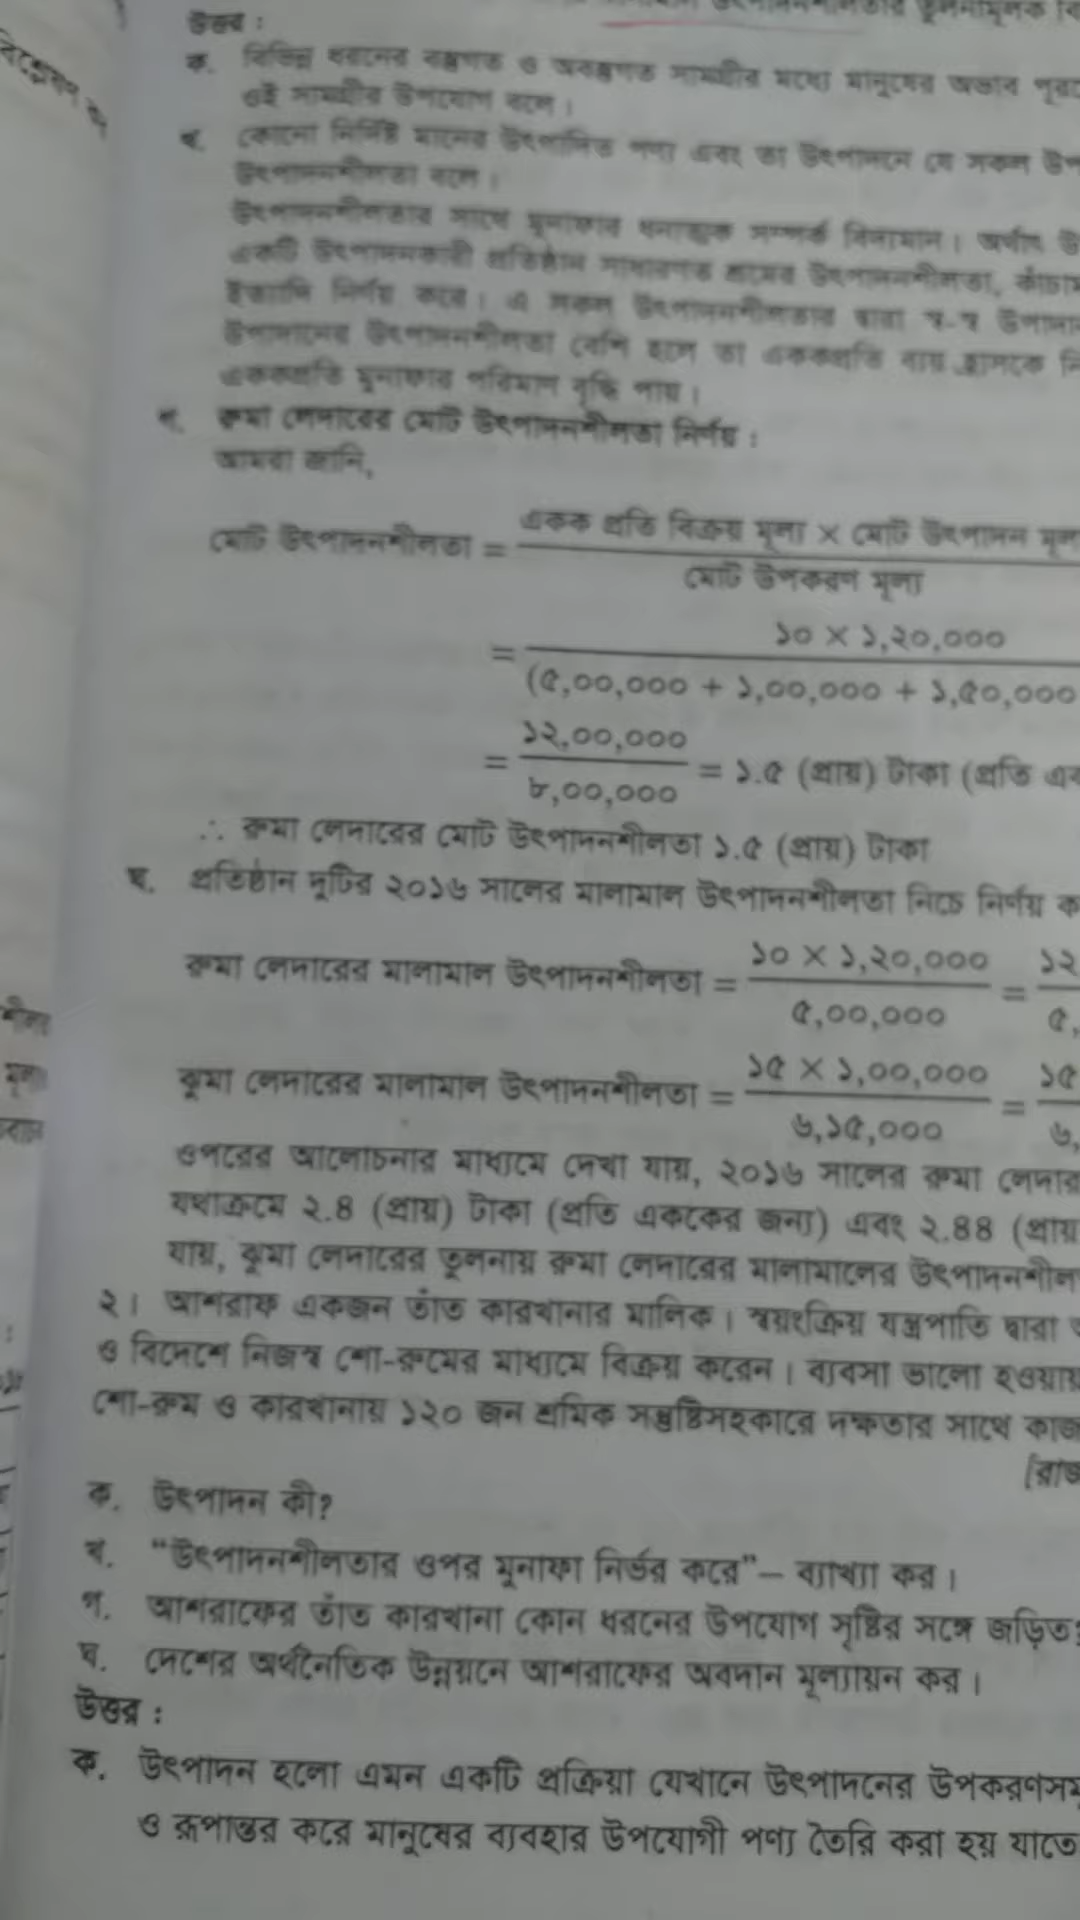 উত্তর :
ক. বিভিন্ন ধরনের বস্তুগত ও অবস্তুগত সামগ্রীর মধ্যে মানুষের অভাব
ওই সামগ্রীর উপযোগ বলে।
খ. কোনো নির্দিষ্ট মানের উৎপাদিত পণ্য এবং তা উৎপাদনে যে সকল
উৎপাদনশীলতা বলে।
উৎপাদনশীলতার সাথে মুনাফার ধনাত্মক সম্পর্ক বিদ্যমান। অর্থাৎ
একটি উৎপাদনকারী প্রতিষ্ঠান সাধারণত শ্রমের উৎপাদনশীলতা,
ইত্যাদি নির্ণয় করে। এ সকল উৎপাদনশীলতার দ্বারা স্ব-স্ব
উপাদানের উৎপাদনশীলতা বেশি হলে তা এককপ্রতি ব্যয় হ্রাসকে
এককপ্রতি মুনাফার পরিমাণ বৃদ্ধি পায়।
গ. রুমা লেদারের মোট উৎপাদনশীলতা নির্ণয় :
আমরা জানি,
মোট উৎপাদনশীলতা = একক প্রতি বিক্রয় মূল্য × মোট উৎপাদন
মোট উপকরণ মূল্য
= ১০ × ১,২০,০০০
(৫,০০,০০০ + ১,০০,০০০ + ১,৫০,০০০
= ১২,০০,০০০
৮,০০,০০০ = ১.৫ (প্রায়) টাকা (প্রতি
∴ রুমা লেদারের মোট উৎপাদনশীলতা ১.৫ (প্রায়) টাকা
ঘ. প্রতিষ্ঠান দুটির ২০১৬ সালের মালামাল উৎপাদনশীলতা নিচে নির্ণয়
রুমা লেদারের মালামাল উৎপাদনশীলতা = ১০ × ১,২০,০০০ = ১২
৫,০০,০০০ ৫,
ঝুমা লেদারের মালামাল উৎপাদনশীলতা = ১৫ × ১,০০,০০০ = ১৫
৬,১৫,০০০ ৬,
ওপরের আলোচনার মাধ্যমে দেখা যায়, ২০১৬ সালের রুমা লেদার
যথাক্রমে ২.৪ (প্রায়) টাকা (প্রতি এককের জন্য) এবং ২.৪৪ (প্রায়
যায়, ঝুমা লেদারের তুলনায় রুমা লেদারের মালামালের উৎপাদনশীল
২। আশরাফ একজন তাঁত কারখানার মালিক। স্বয়ংক্রিয় যন্ত্রপাতি দ্বারা
ও বিদেশে নিজস্ব শো-রুমের মাধ্যমে বিক্রয় করেন। ব্যবসা ভালো হওয়ায়
শো-রুম ও কারখানায় ১২০ জন শ্রমিক সন্তুষ্টিসহকারে দক্ষতার সাথে কাজ
[রাজ
ক. উৎপাদন কী?
খ. “উৎপাদনশীলতার ওপর মুনাফা নির্ভর করে”– ব্যাখ্যা কর।
গ. আশরাফের তাঁত কারখানা কোন ধরনের উপযোগ সৃষ্টির সঙ্গে জড়িত?
ঘ. দেশের অর্থনৈতিক উন্নয়নে আশরাফের অবদান মূল্যায়ন কর।
উত্তর :
ক. উৎপাদন হলো এমন একটি প্রক্রিয়া যেখানে উৎপাদনের উপকরণসমূ
ও রূপান্তর করে মানুষের ব্যবহার উপযোগী পণ্য তৈরি করা হয় যাতে